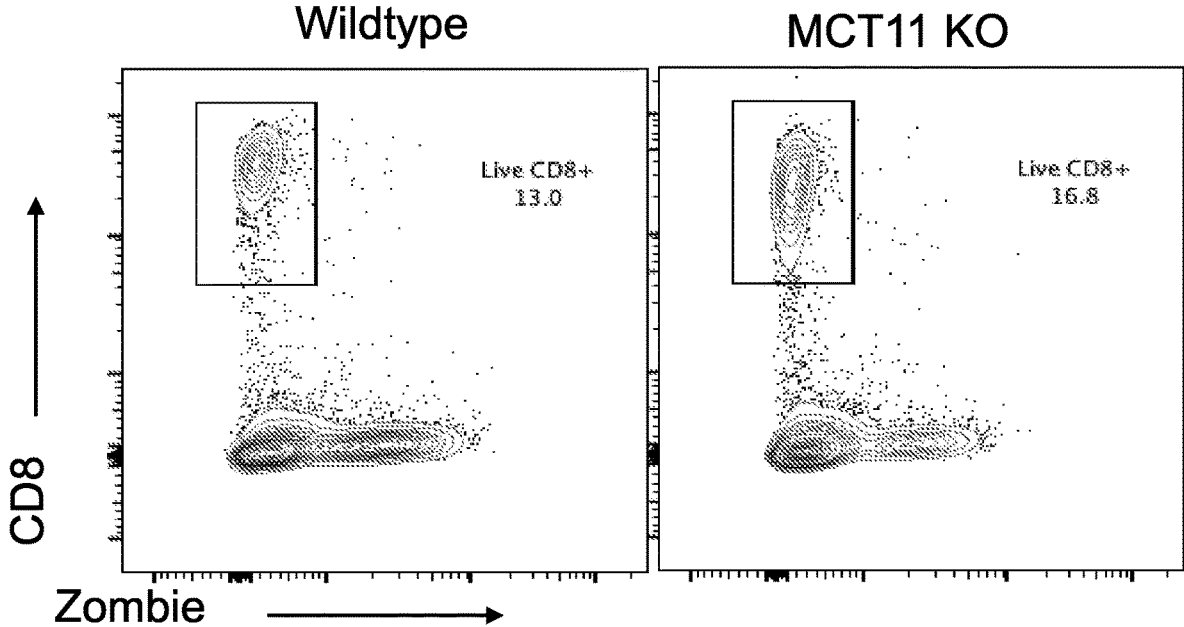 Wildtype
MCT11 KO
Live CD8+
13.0
Live CD8+
16.8
CD8
Zombie